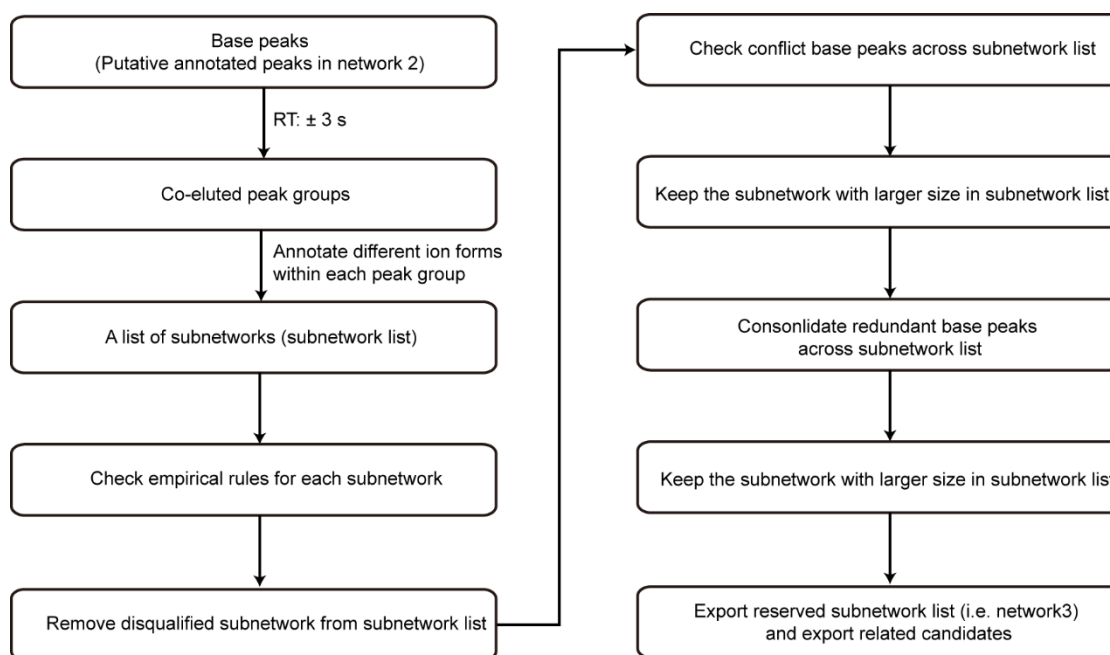 Base peaks
(Putative annotated peaks in network 2)
RT: ± 3 s
Co-eluted peak groups
Annotate different ion forms
within each peak group
A list of subnetworks (subnetwork list)
Check empirical rules for each subnetwork
Remove disqualified subnetwork from subnetwork list
Check conflict base peaks across subnetwork list
Keep the subnetwork with larger size in subnetwork list
Consonlidate redundant base peaks
across subnetwork list
Keep the subnetwork with larger size in subnetwork list
Export reserved subnetwork list (i.e. network3)
and export related candidates